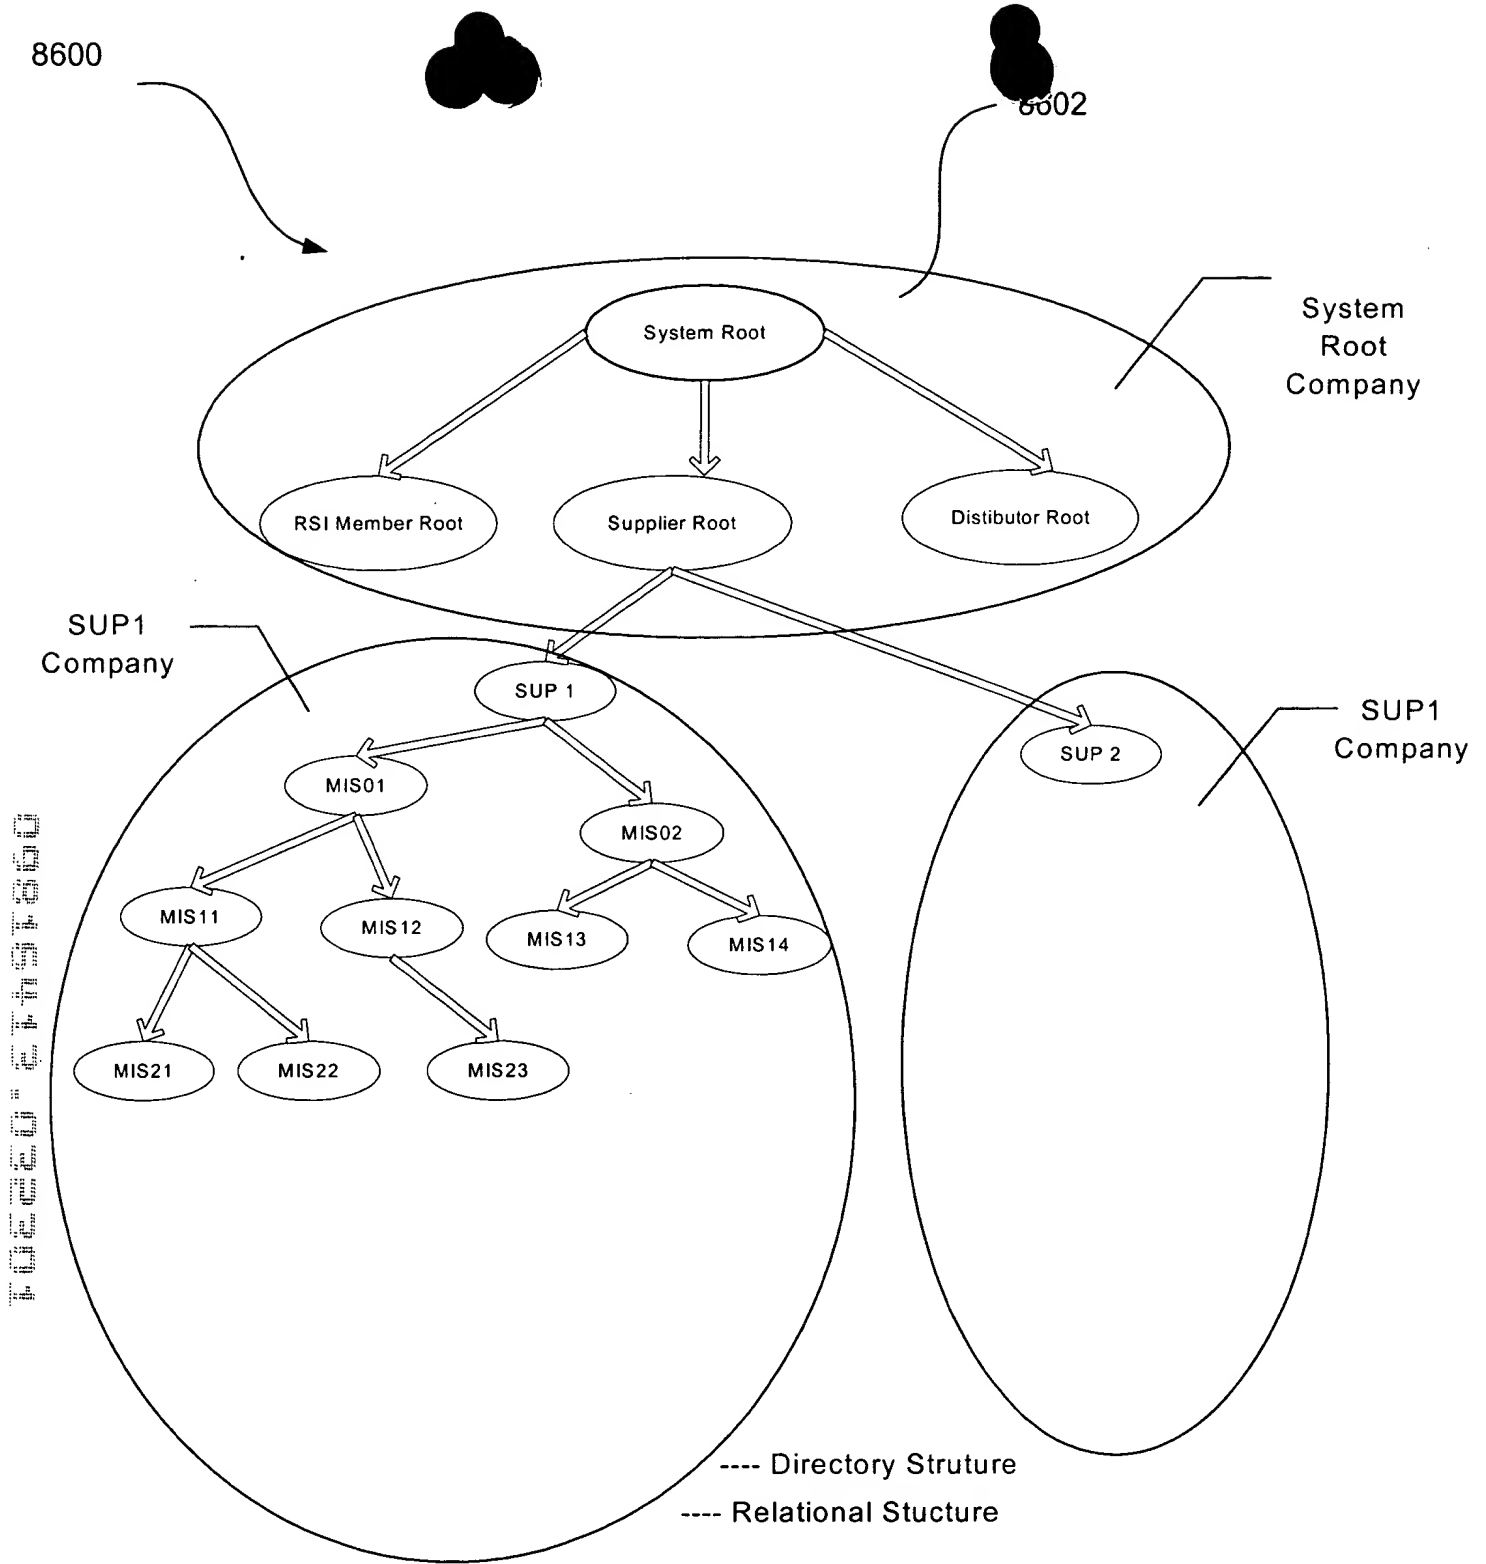 8600
8602
System Root
System
Root
Company
RSI Member Root
Supplier Root
Distibutor Root
SUP1
Company
SUP 1
SUP1
Company
SUP 2
MIS01
MIS02
MIS11
MIS12
MIS13
MIS14
MIS21
MIS22
MIS23
---- Directory Struture
---- Relational Stucture